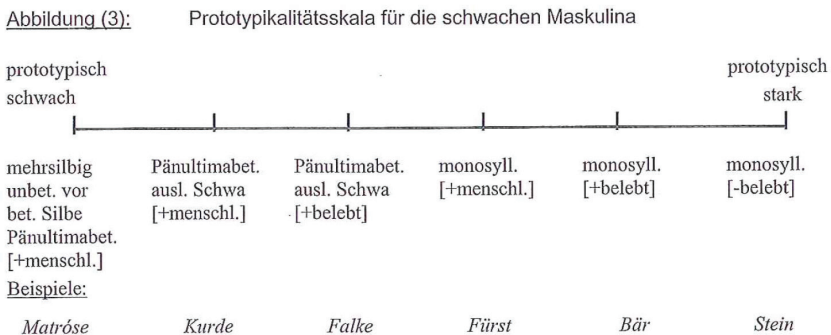 Abbildung (3): Prototypikalitätsskala für die schwachen Maskulina
prototypisch prototypisch
schwach stark
mehrsilbig Pänultimabet. Pänultimabet. monosyll. monosyll. monosyll.
unbet. vor ausl. Schwa ausl. Schwa [+menschl.] [+belebt] [-belebt]
bet. Silbe [+menschl.] [+belebt]
Pänultimabet.
[+menschl.]
Beispiele:
Matróse Kurde Falke Fürst Bär Stein